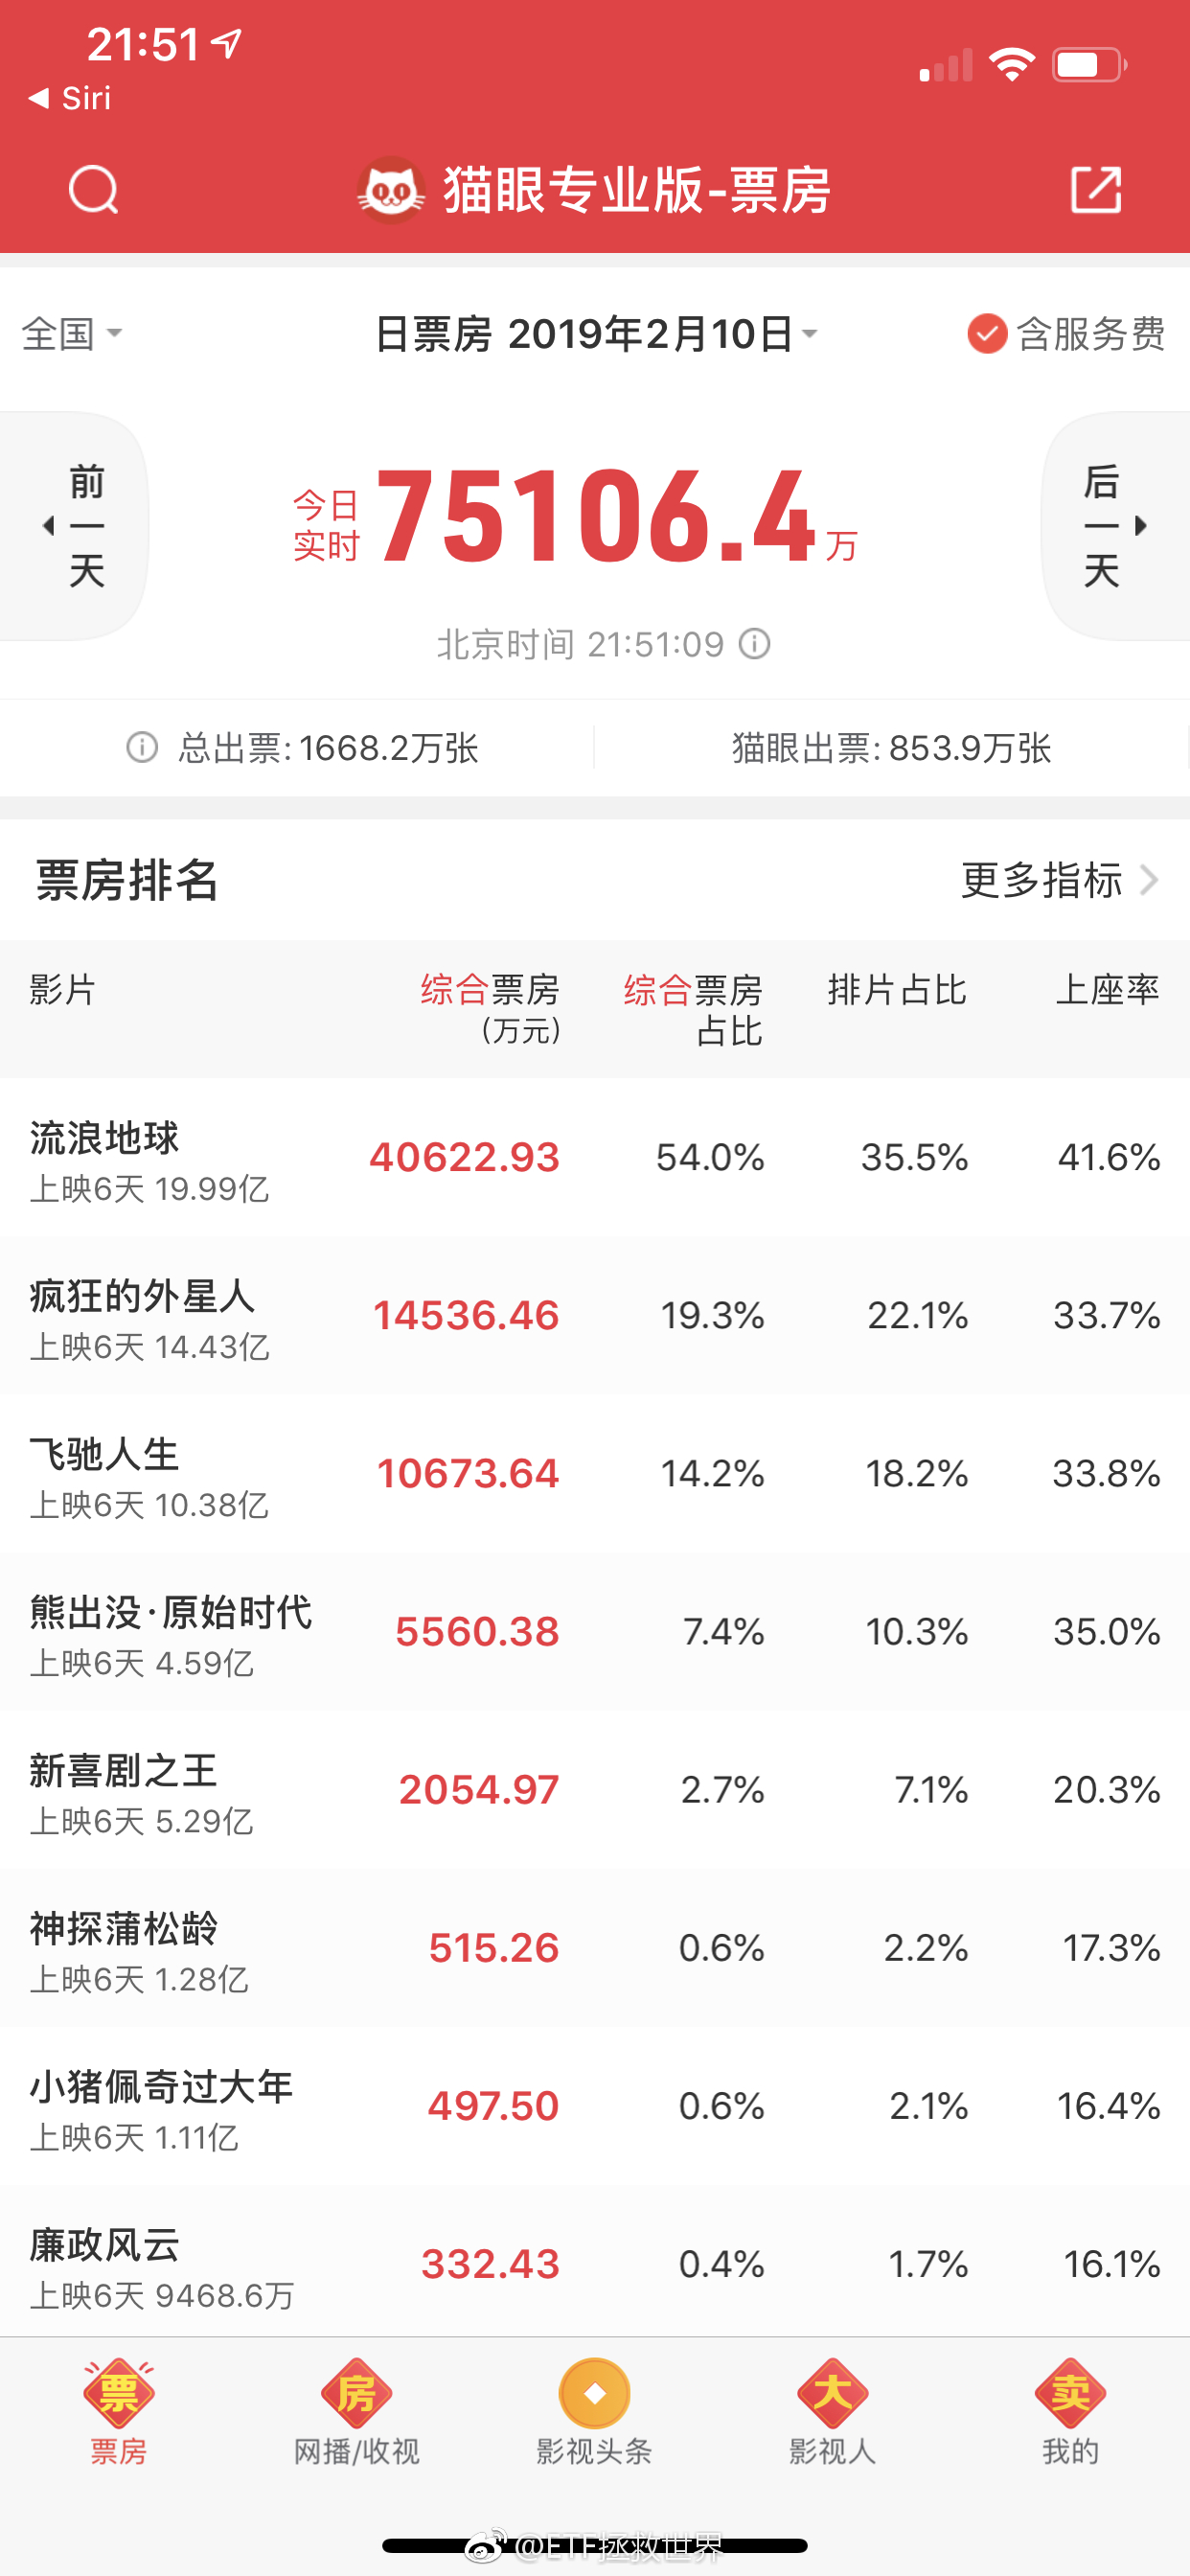 21:51
Siri
猫眼专业版-票房
全国
日票房 2019年2月10日
含服务费
前一天
今日实时
75106.4万
后一天
北京时间 21:51:09
总出票:1668.2万张
猫眼出票:853.9万张
票房排名
更多指标
影片 综合票房(万元) 综合票房占比 排片占比 上座率
流浪地球
上映6天 19.99亿
40622.93 54.0% 35.5% 41.6%
疯狂的外星人
上映6天 14.43亿
14536.46 19.3% 22.1% 33.7%
飞驰人生
上映6天 10.38亿
10673.64 14.2% 18.2% 33.8%
熊出没·原始时代
上映6天 4.59亿
5560.38 7.4% 10.3% 35.0%
新喜剧之王
上映6天 5.29亿
2054.97 2.7% 7.1% 20.3%
神探蒲松龄
上映6天 1.28亿
515.26 0.6% 2.2% 17.3%
小猪佩奇过大年
上映6天 1.11亿
497.50 0.6% 2.1% 16.4%
廉政风云
上映6天 9468.6万
332.43 0.4% 1.7% 16.1%
票 房 大 卖
票房 网播/收视 影视头条 影视人 我的
@ETF拯救世界